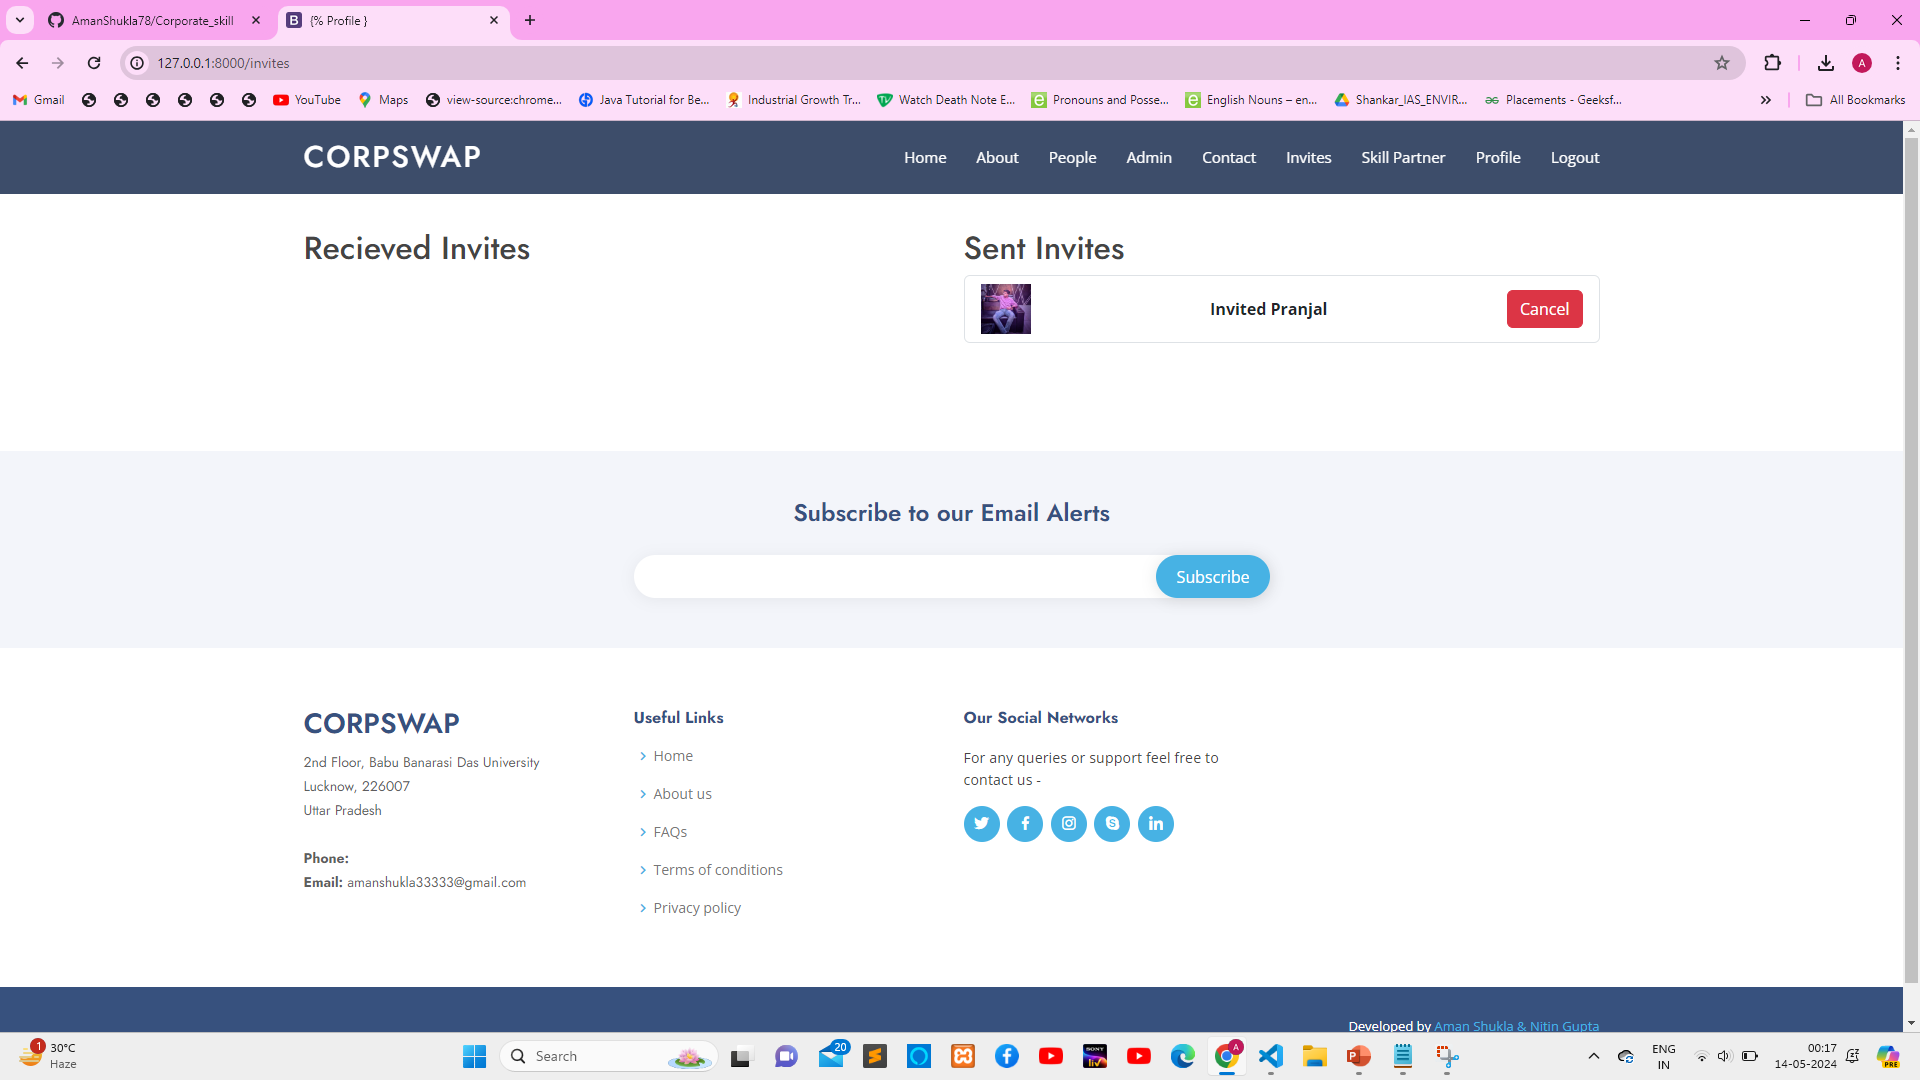 AmanShukla78/Corporate_skill
{% Profile }
127.0.0.1:8000/invites
A
Gmail
YouTube
Maps
view-source:chrome...
Java Tutorial for Be...
Industrial Growth Tr...
Watch Death Note E...
Pronouns and Posse...
English Nouns – en...
Shankar_IAS_ENVIR...
Placements - Geeksf...
All Bookmarks
CORPSWAP
Home
About
People
Admin
Contact
Invites
Skill Partner
Profile
Logout
Recieved Invites
Sent Invites
Invited Pranjal
Cancel
Subscribe to our Email Alerts
Subscribe
CORPSWAP
2nd Floor, Babu Banarasi Das University
Lucknow, 226007
Uttar Pradesh
Phone:
Email: amanshukla33333@gmail.com
Useful Links
Home
About us
FAQs
Terms of conditions
Privacy policy
Our Social Networks
For any queries or support feel free to
contact us -
Developed by Aman Shukla & Nitin Gupta
1
30°C
Haze
Search
20
SONY
liv
A
ENG
IN
00:17
14-05-2024
PRE